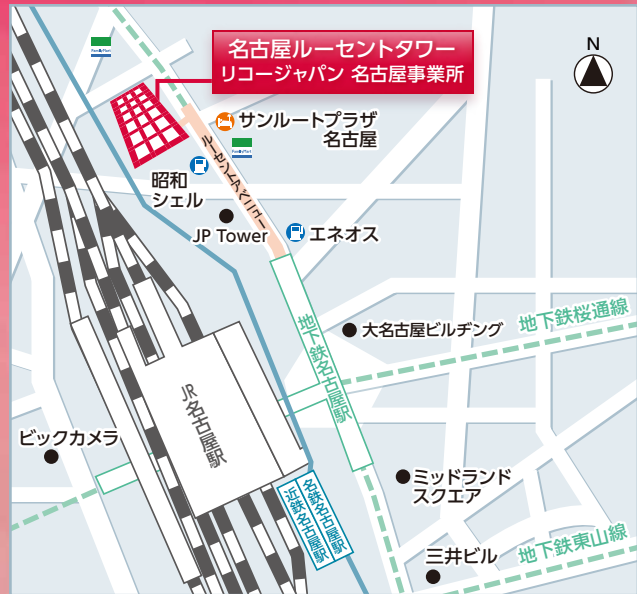 名古屋ルーセントタワー
リコージャパン 名古屋事業所
N
FamilyMart
サンルートプラザ
名古屋
FamilyMart
ルーセントアベニュー
昭和
シェル
JP Tower
エネオス
地下鉄名古屋駅
大名古屋ビルヂング
地下鉄桜通線
JR名古屋駅
ビックカメラ
ミッドランド
スクエア
名鉄名古屋駅
近鉄名古屋駅
三井ビル
地下鉄東山線